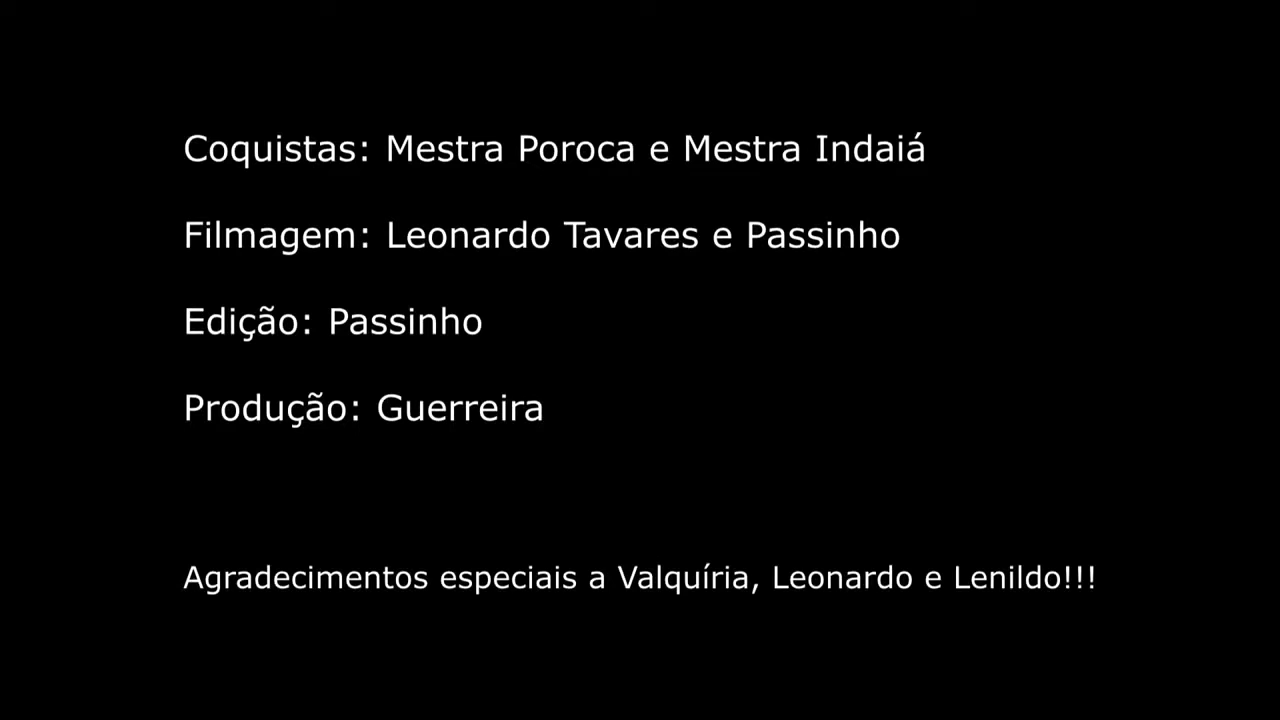 Coquistas: Mestra Poroca e Mestra Indaiá
Filmagem: Leonardo Tavares e Passinho
Edição: Passinho
Produção: Guerreira
Agradecimentos especiais a Valquíria, Leonardo e Lenildo!!!